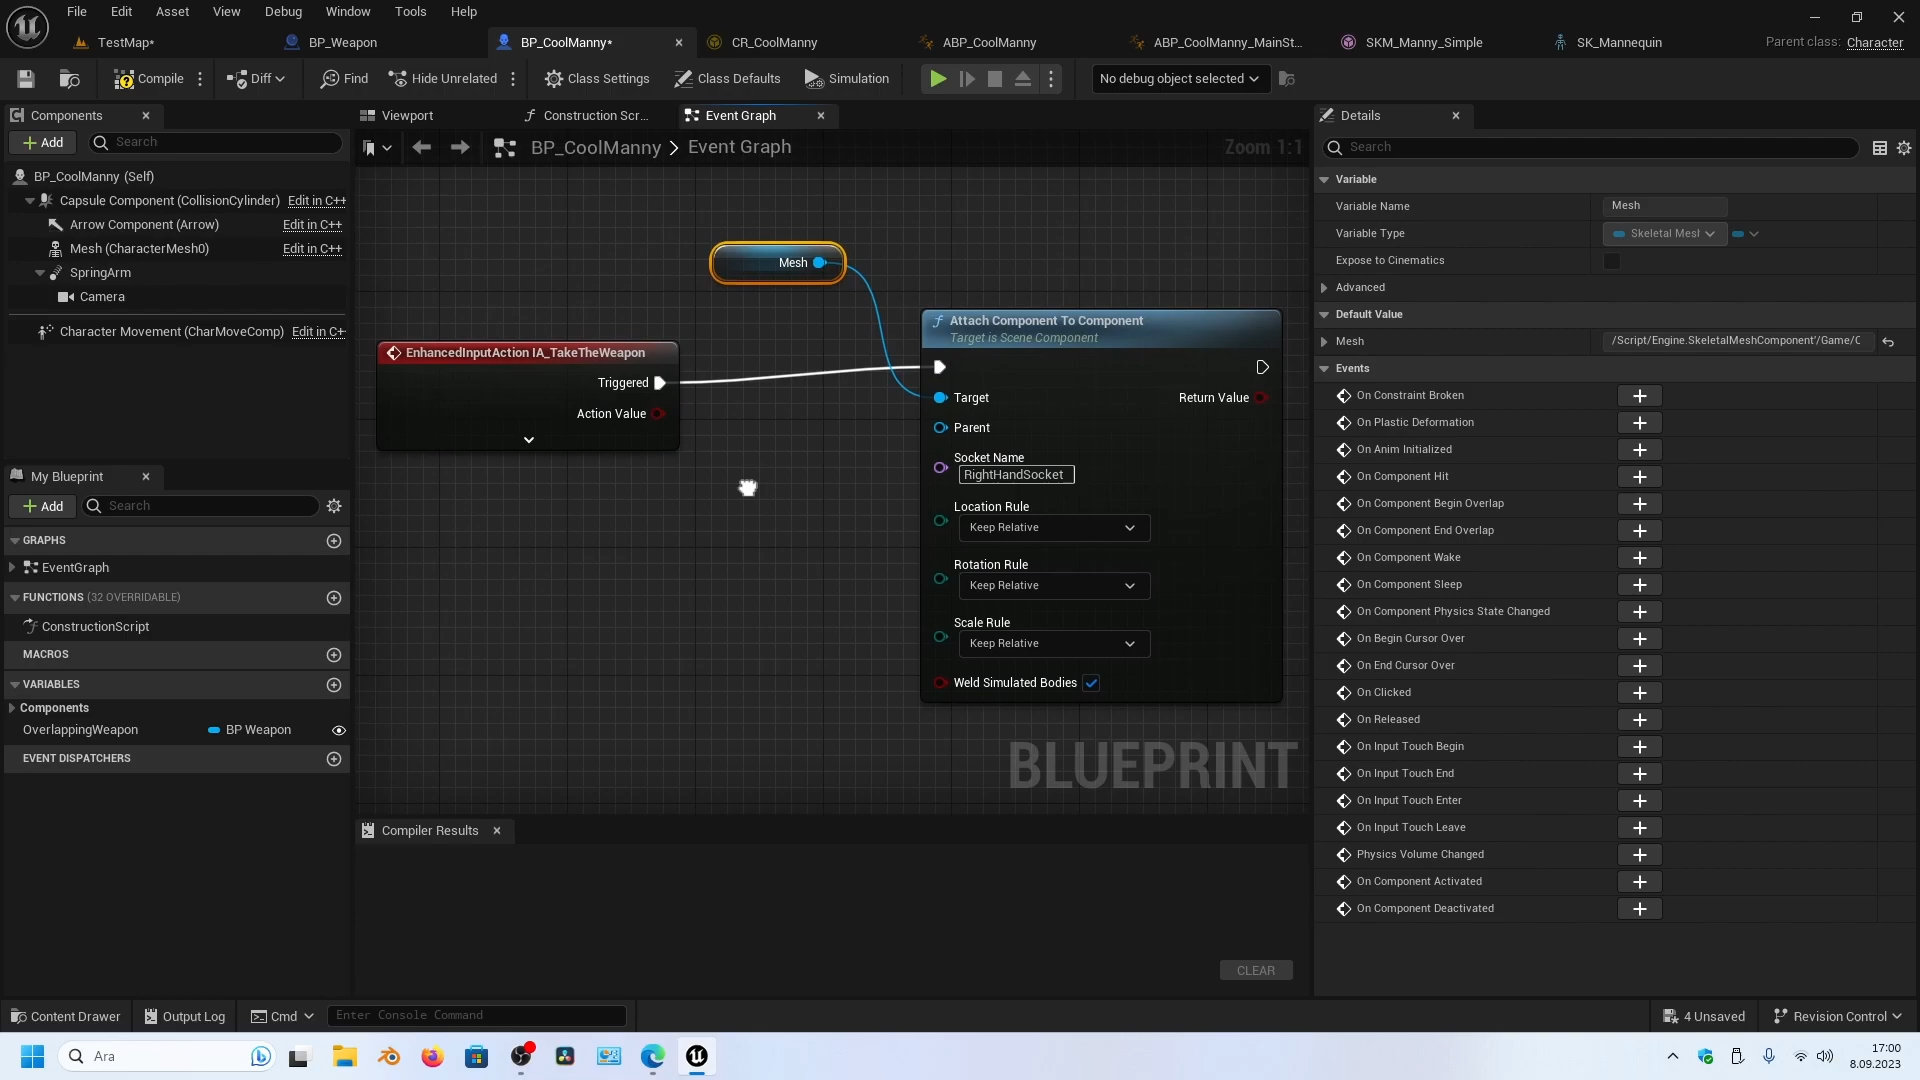 File Edit Asset View Debug Window Tools Help
TestMap* BP_Weapon BP_CoolManny* CR_CoolManny ABP_CoolManny ABP_CoolManny_MainSt... SKM_Manny_Simple SK_Mannequin Parent class: Character
Compile Diff Find Hide Unrelated Class Settings Class Defaults Simulation No debug object selected
Components
Add Search
BP_CoolManny (Self)
Capsule Component (CollisionCylinder) Edit in C++
Arrow Component (Arrow) Edit in C++
Mesh (CharacterMesh0) Edit in C++
SpringArm
Camera
Character Movement (CharMoveComp) Edit in C+
My Blueprint
Add Search
GRAPHS
EventGraph
FUNCTIONS (32 OVERRIDABLE)
ConstructionScript
MACROS
VARIABLES
Components
OverlappingWeapon BP Weapon
EVENT DISPATCHERS
Viewport Construction Scr... Event Graph
BP_CoolManny > Event Graph Zoom 1:1
Mesh
EnhancedInputAction IA_TakeTheWeapon
Triggered
Action Value
Attach Component To Component
Target is Scene Component
Target Return Value
Parent
Socket Name
RightHandSocket
Location Rule
Keep Relative
Rotation Rule
Keep Relative
Scale Rule
Keep Relative
Weld Simulated Bodies
BLUEPRINT
Compiler Results
CLEAR
Details
Search
Variable
Variable Name Mesh
Variable Type Skeletal Mesh
Expose to Cinematics
Advanced
Default Value
Mesh /Script/Engine.SkeletalMeshComponent'/Game/C
Events
On Constraint Broken
On Plastic Deformation
On Anim Initialized
On Component Hit
On Component Begin Overlap
On Component End Overlap
On Component Wake
On Component Sleep
On Component Physics State Changed
On Begin Cursor Over
On End Cursor Over
On Clicked
On Released
On Input Touch Begin
On Input Touch End
On Input Touch Enter
On Input Touch Leave
Physics Volume Changed
On Component Activated
On Component Deactivated
Content Drawer Output Log Cmd Enter Console Command 4 Unsaved Revision Control
Ara
17:00
8.09.2023